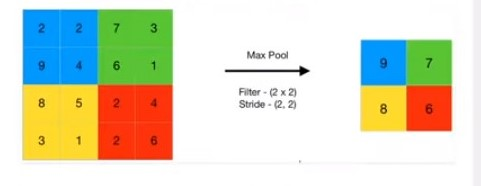 2 2 7 3
9 4 6 1
8 5 2 4
3 1 2 6
Max Pool
Filter - (2 x 2)
Stride - (2, 2)
9 7
8 6